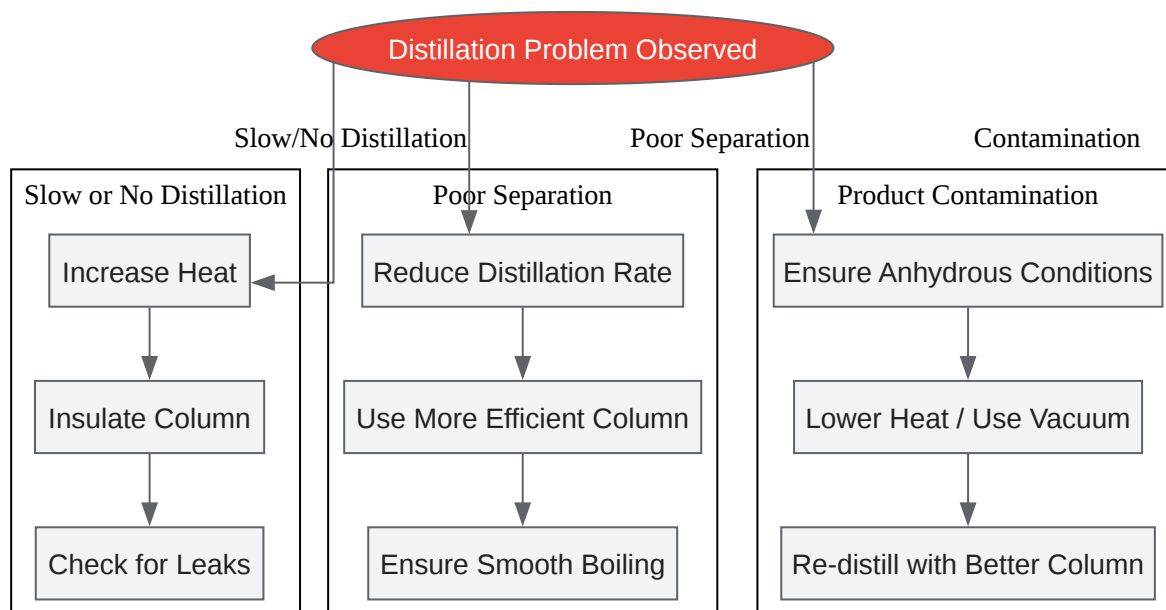 Distillation Problem Observed
Slow/No Distillation
Poor Separation
Contamination
Slow or No Distillation
Increase Heat
Insulate Column
Check for Leaks
Poor Separation
Reduce Distillation Rate
Use More Efficient Column
Ensure Smooth Boiling
Product Contamination
Ensure Anhydrous Conditions
Lower Heat / Use Vacuum
Re-distill with Better Column